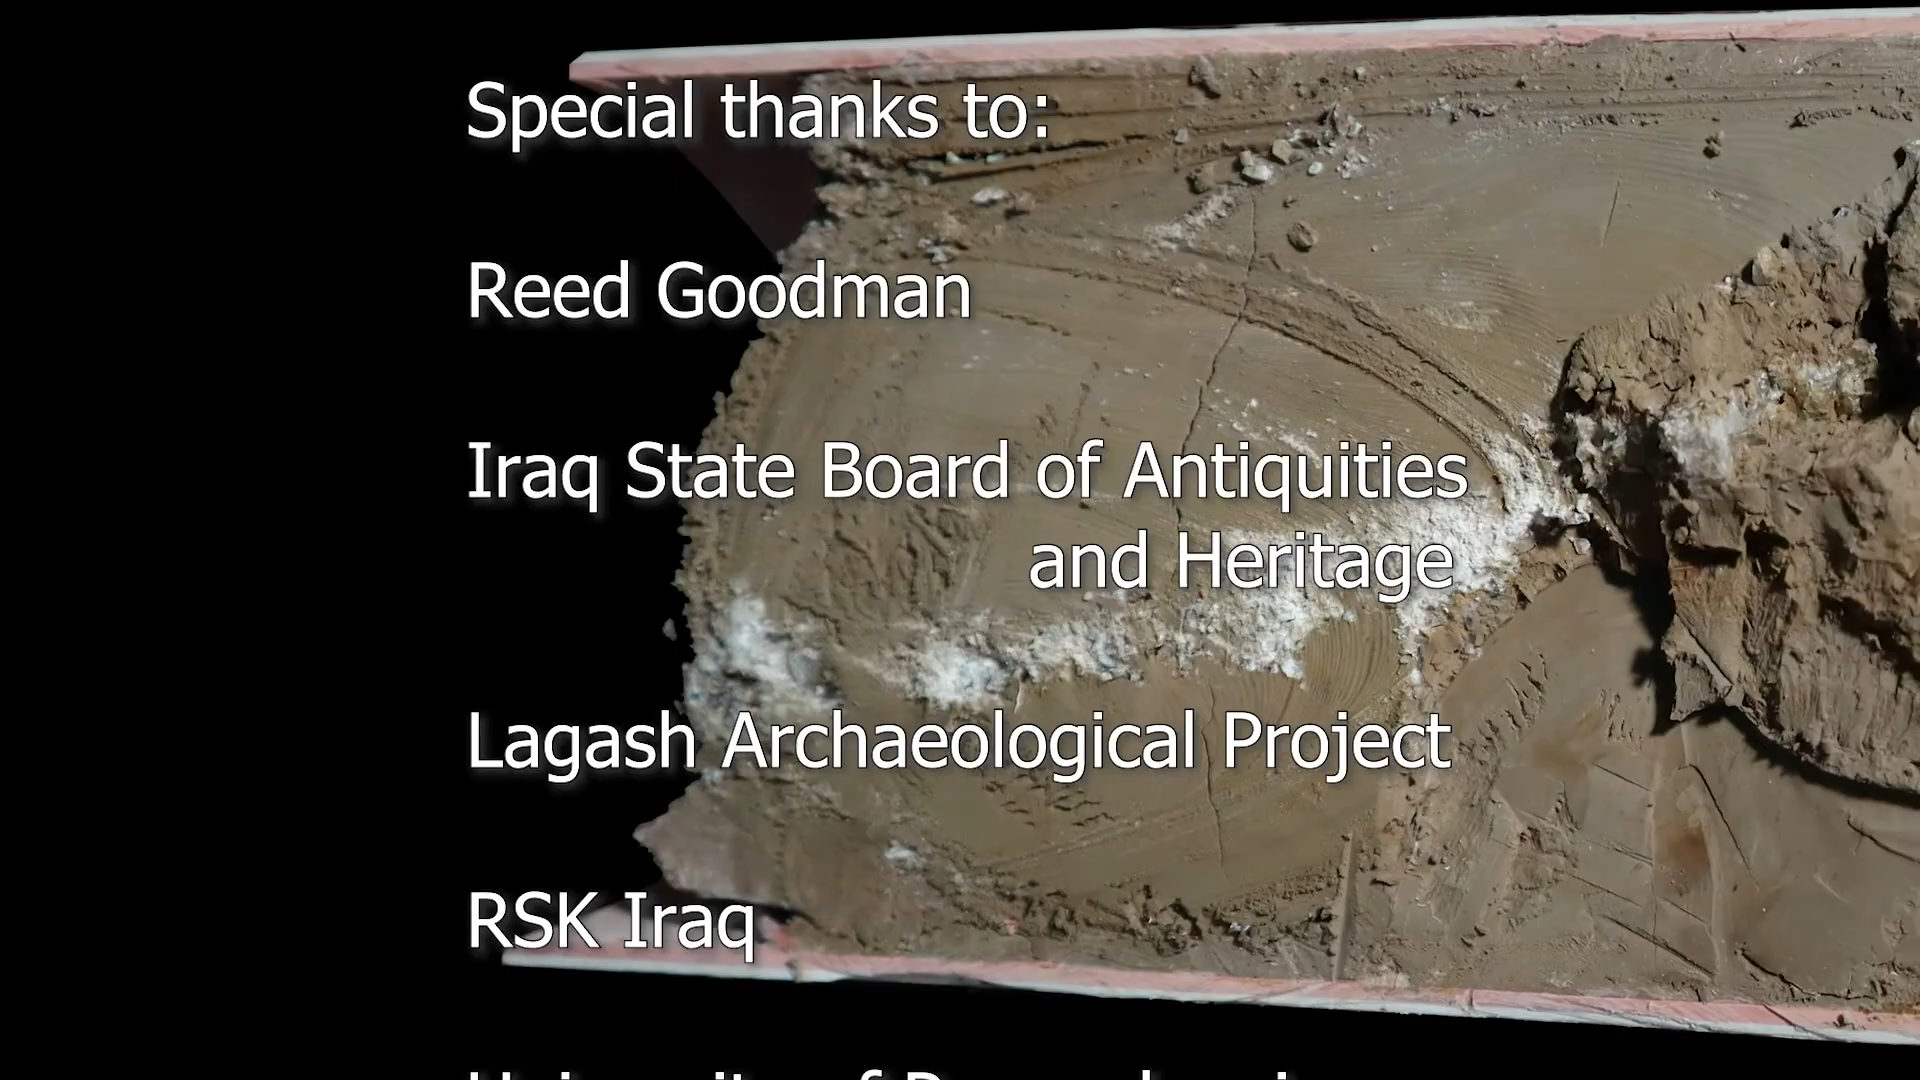 Special thanks to:
Reed Goodman
Iraq State Board of Antiquities
and Heritage
Lagash Archaeological Project
RSK Iraq